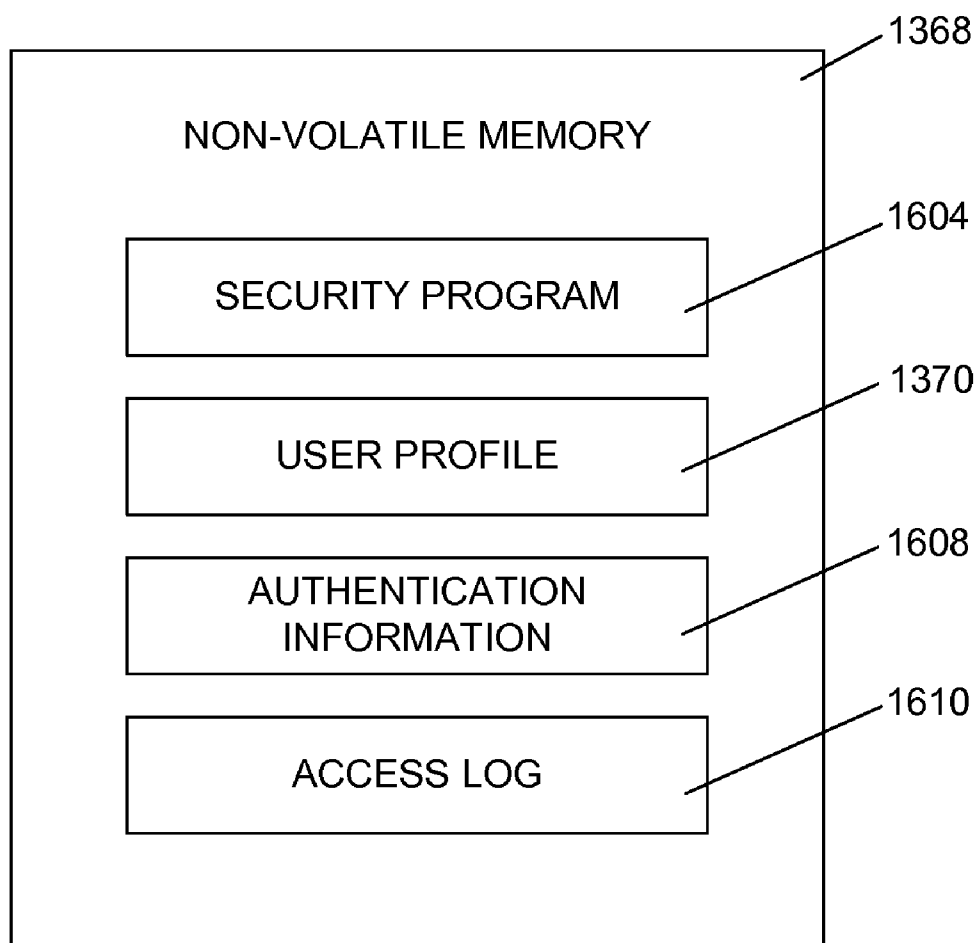 1368
NON-VOLATILE MEMORY
1604
SECURITY PROGRAM
1370
USER PROFILE
1608
AUTHENTICATION
INFORMATION
1610
ACCESS LOG